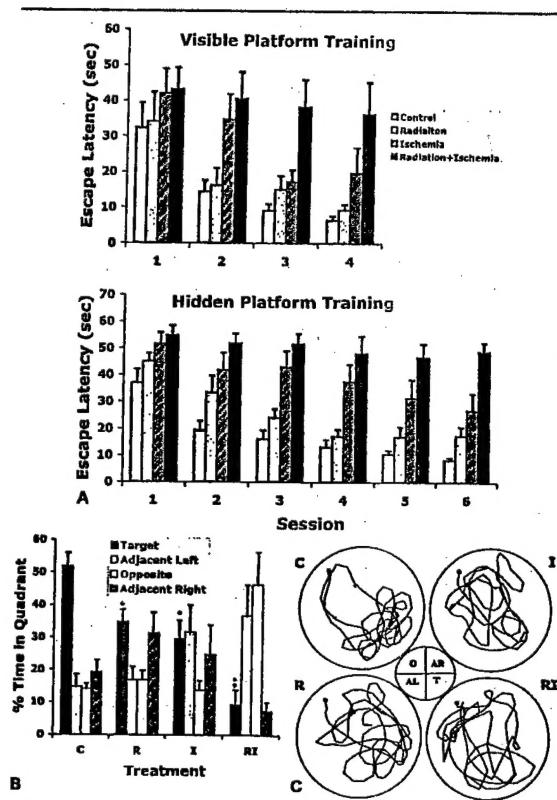 Visible Platform Training
Escape Latency (sec)
60
50
40
30
20
10
0
1 2 3 4
Control
Radiaiton
Ischemia
Radiation+Ischemia
Hidden Platform Training
Escape Latency (sec)
70
60
50
40
30
20
10
0
1 2 3 4 5 6
A
Session
% Time in Quadrant
60
50
40
30
20
10
0
Target
Adjacent Left
Opposite
Adjacent Right
*
*
C R I RI
Treatment
B
C I
O AR
AL T
R RI
C